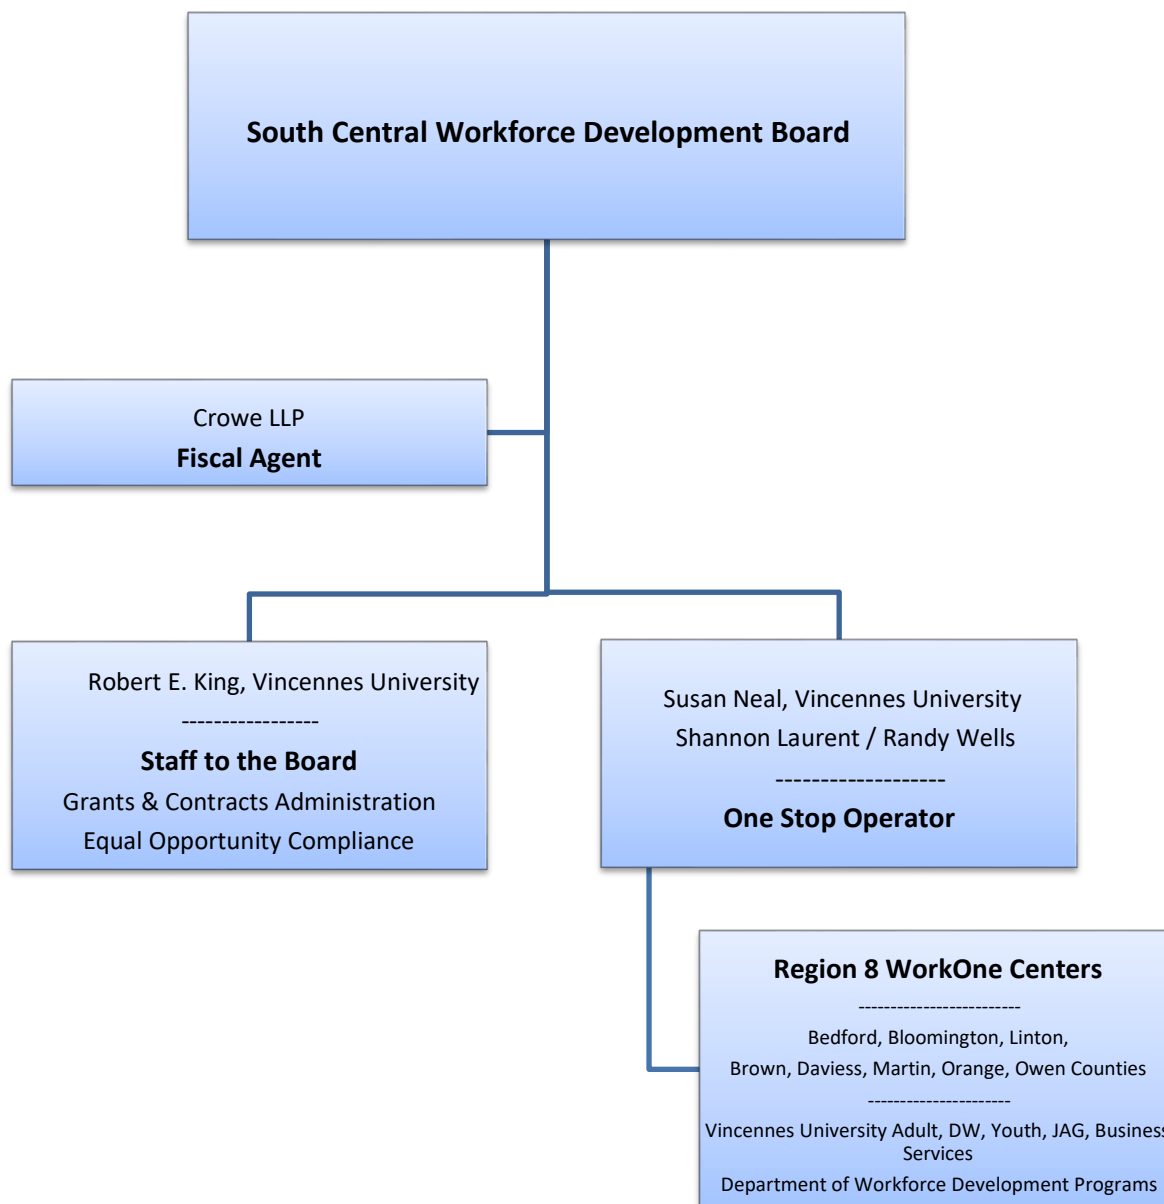 South Central Workforce Development Board
Crowe LLP
Fiscal Agent
Robert E. King, Vincennes University
-----------------
Staff to the Board
Grants & Contracts Administration
Equal Opportunity Compliance
Susan Neal, Vincennes University
Shannon Laurent / Randy Wells
-------------------
One Stop Operator
Region 8 WorkOne Centers
-------------------------
Bedford, Bloomington, Linton,
Brown, Daviess, Martin, Orange, Owen Counties
----------------------
Vincennes University Adult, DW, Youth, JAG, Business
Services
Department of Workforce Development Programs